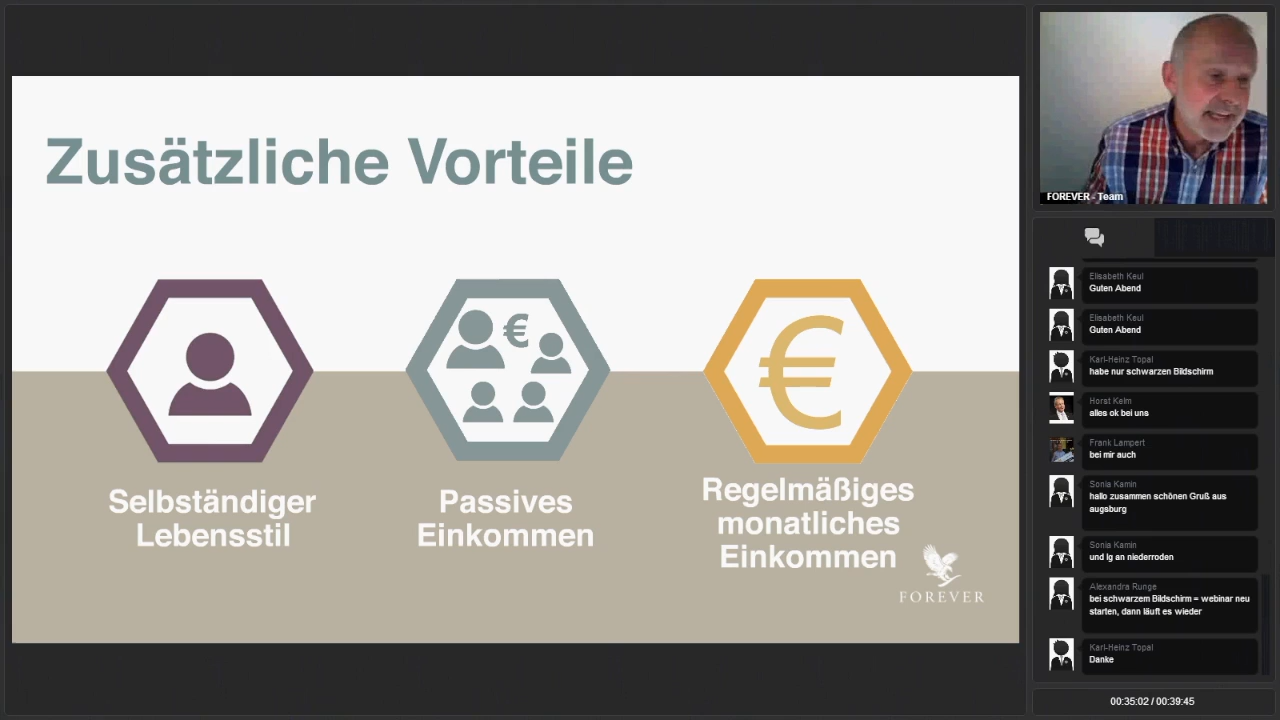 Zusätzliche Vorteile
€
€
Selbständiger
Lebensstil
Passives
Einkommen
Regelmäßiges
monatliches
Einkommen
FOREVER
FOREVER - Team
Elisabeth Keul
Guten Abend
Elisabeth Keul
Guten Abend
Karl-Heinz Topal
habe nur schwarzen Bildschirm
Horst Kelm
alles ok bei uns
Frank Lampert
bei mir auch
Sonia Kamin
hallo zusammen schönen Gruß aus
augsburg
Sonia Kamin
und lg an niederroden
Alexandra Runge
bei schwarzem Bildschirm = webinar neu
starten, dann läuft es wieder
Karl-Heinz Topal
Danke
00:35:02 / 00:39:45